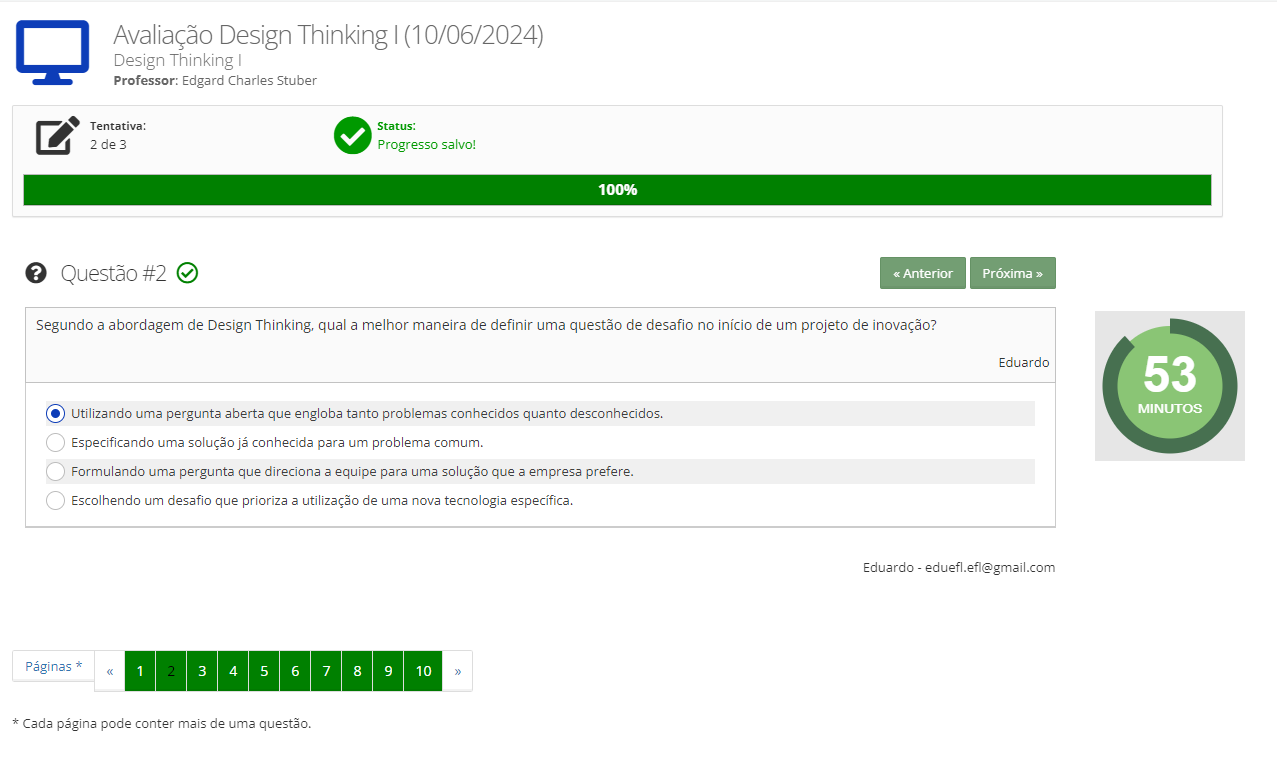 Avaliação Design Thinking I (10/06/2024)
Design Thinking I
Professor: Edgard Charles Stuber
Tentativa:
2 de 3
Status:
Progresso salvo!
100%
Questão #2
« Anterior
Próxima »
Segundo a abordagem de Design Thinking, qual a melhor maneira de definir uma questão de desafio no início de um projeto de inovação?
Eduardo
Utilizando uma pergunta aberta que engloba tanto problemas conhecidos quanto desconhecidos.
Especificando uma solução já conhecida para um problema comum.
Formulando uma pergunta que direciona a equipe para uma solução que a empresa prefere.
Escolhendo um desafio que prioriza a utilização de uma nova tecnologia específica.
53
MINUTOS
Eduardo - eduefl.efl@gmail.com
Páginas * « 1 2 3 4 5 6 7 8 9 10 »
* Cada página pode conter mais de uma questão.